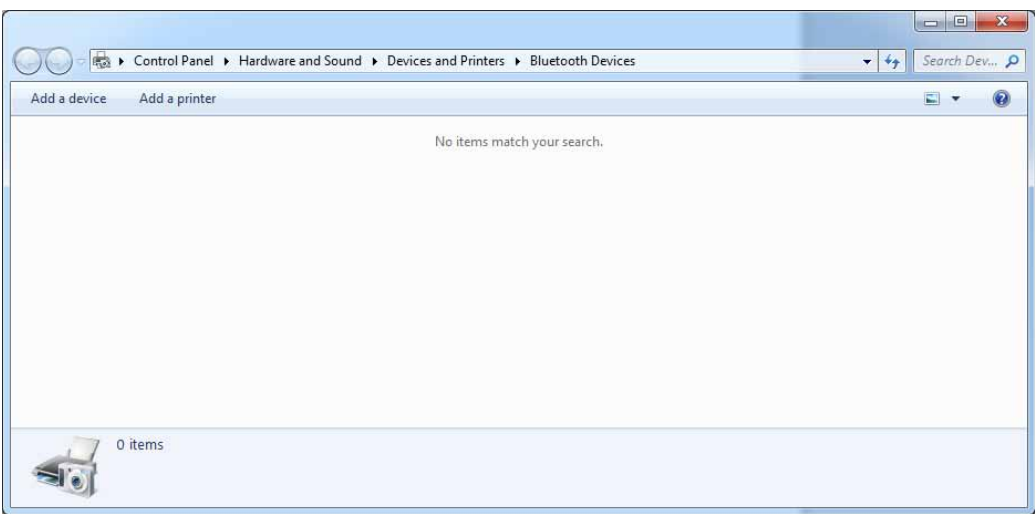 Control Panel Hardware and Sound Devices and Printers Bluetooth Devices Search Dev...
Add a device Add a printer
No items match your search.
0 items